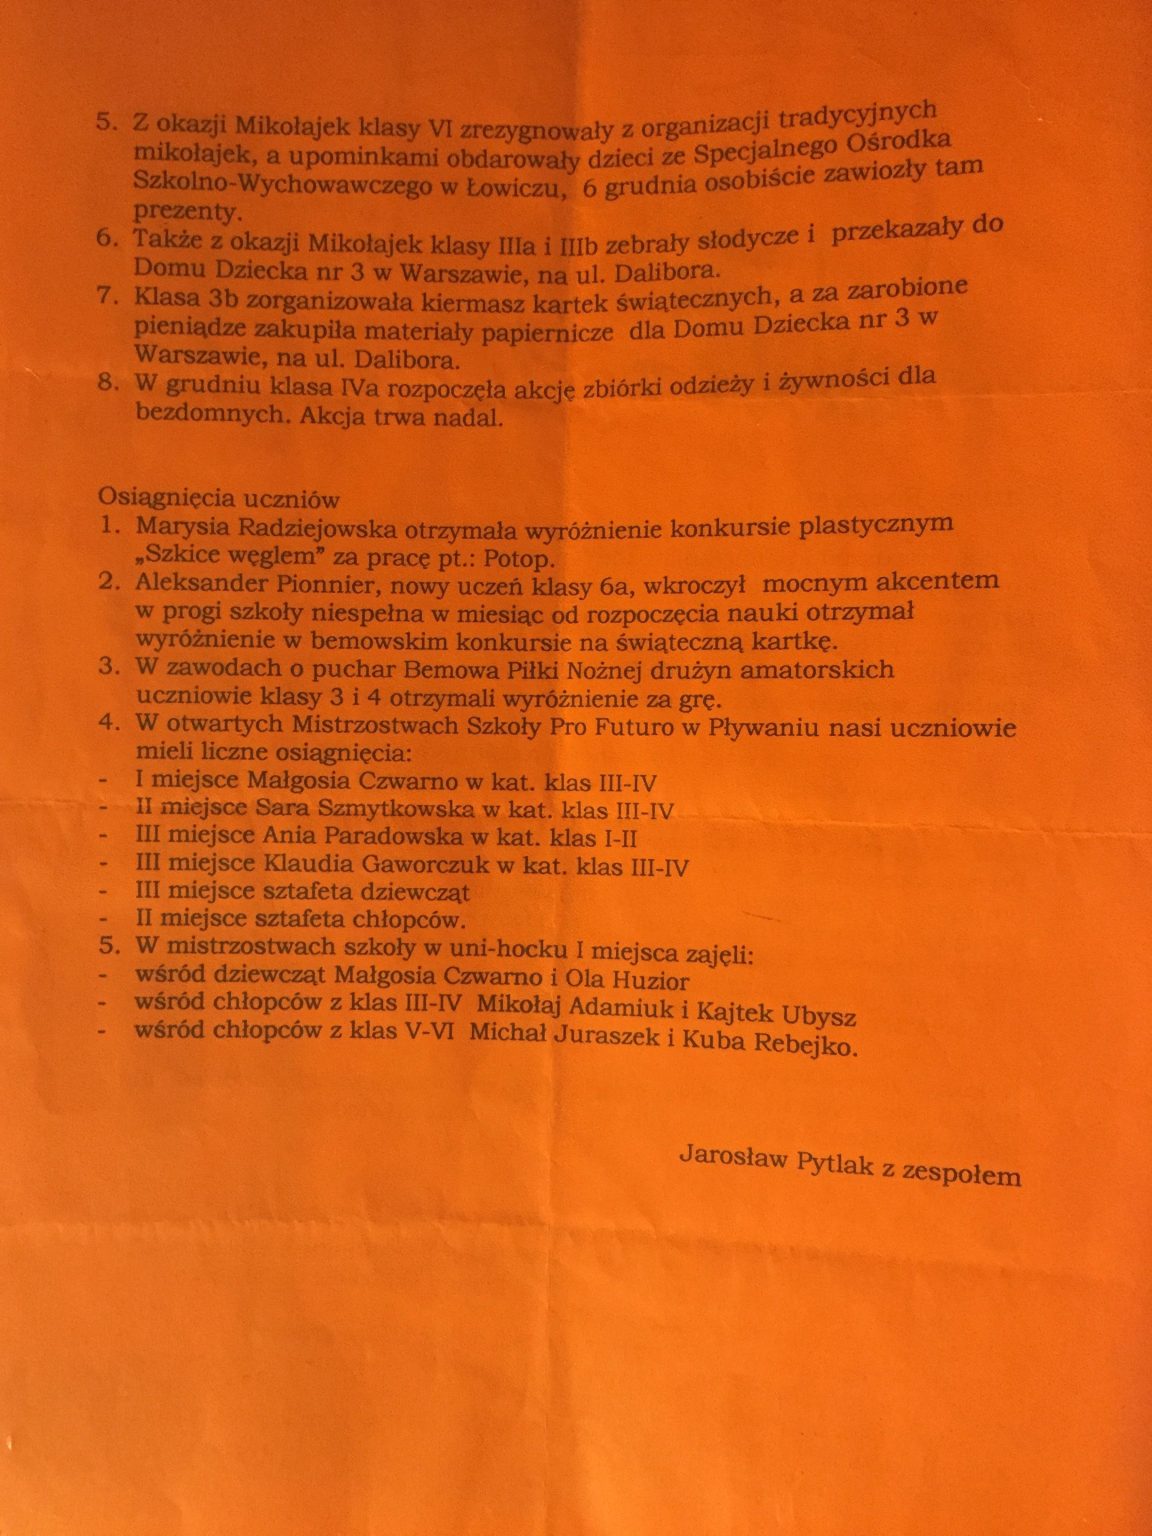 5. Z okazji Mikołajek klasy VI zrezygnowały z organizacji tradycyjnych
mikołajek, a upominkami obdarowały dzieci ze Specjalnego Ośrodka
Szkolno-Wychowawczego w Łowiczu, 6 grudnia osobiście zawiozły tam
prezenty.
6. Także z okazji Mikołajek klasy IIIa i IIIb zebrały słodycze i przekazały do
Domu Dziecka nr 3 w Warszawie, na ul. Dalibora.
7. Klasa 3b zorganizowała kiermasz kartek świątecznych, a za zarobione
pieniądze zakupiła materiały papiernicze dla Domu Dziecka nr 3 w
Warszawie, na ul. Dalibora.
8. W grudniu klasa IVa rozpoczęła akcję zbiórki odzieży i żywności dla
bezdomnych. Akcja trwa nadal.
Osiągnięcia uczniów
1. Marysia Radziejowska otrzymała wyróżnienie konkursie plastycznym
„Szkice węglem” za pracę pt.: Potop.
2. Aleksander Pionnier, nowy uczeń klasy 6a, wkroczył mocnym akcentem
w progi szkoły niespełna w miesiąc od rozpoczęcia nauki otrzymał
wyróżnienie w bemowskim konkursie na świąteczną kartkę.
3. W zawodach o puchar Bemowa Piłki Nożnej drużyn amatorskich
uczniowie klasy 3 i 4 otrzymali wyróżnienie za grę.
4. W otwartych Mistrzostwach Szkoły Pro Futuro w Pływaniu nasi uczniowie
mieli liczne osiągnięcia:
- I miejsce Małgosia Czwarno w kat. klas III-IV
- II miejsce Sara Szmytkowska w kat. klas III-IV
- III miejsce Ania Paradowska w kat. klas I-II
- III miejsce Klaudia Gaworczuk w kat. klas III-IV
- III miejsce sztafeta dziewcząt
- II miejsce sztafeta chłopców.
5. W mistrzostwach szkoły w uni-hocku I miejsca zajęli:
- wśród dziewcząt Małgosia Czwarno i Ola Huzior
- wśród chłopców z klas III-IV Mikołaj Adamiuk i Kajtek Ubysz
- wśród chłopców z klas V-VI Michał Juraszek i Kuba Rebejko.
Jarosław Pytlak z zespołem